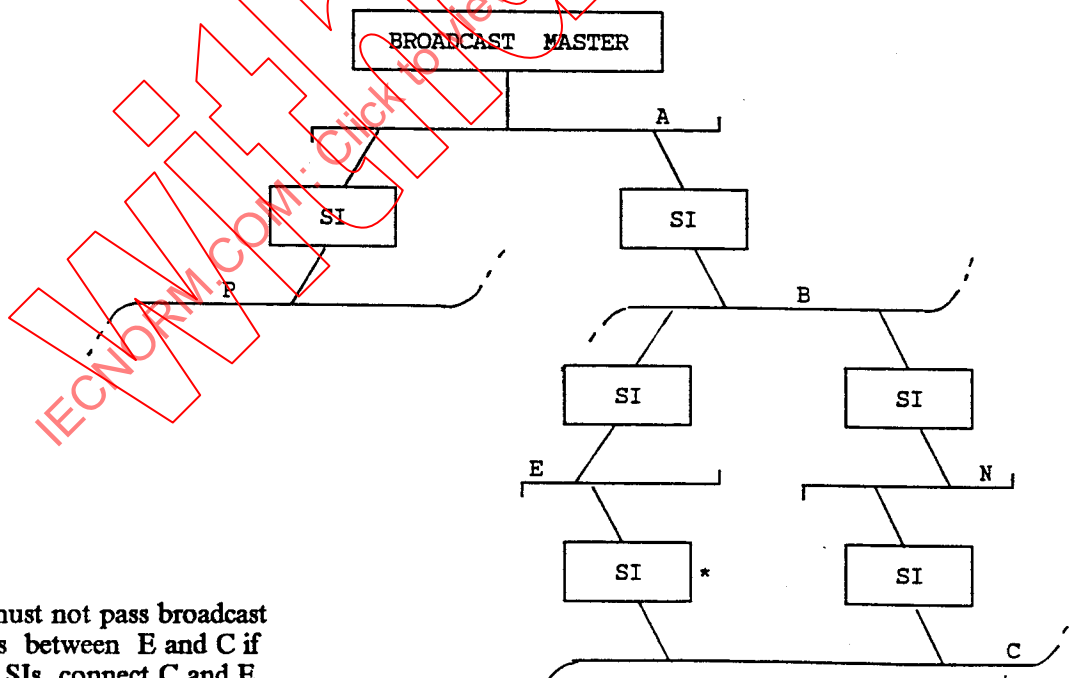 BROADCAST MASTER
A
SI
SI
P
B
SI
SI
E
N
SI
*
SI
must not pass broadcast
s between E and C if
SIs connect C and E
C
IECNORM.COM: Click to view